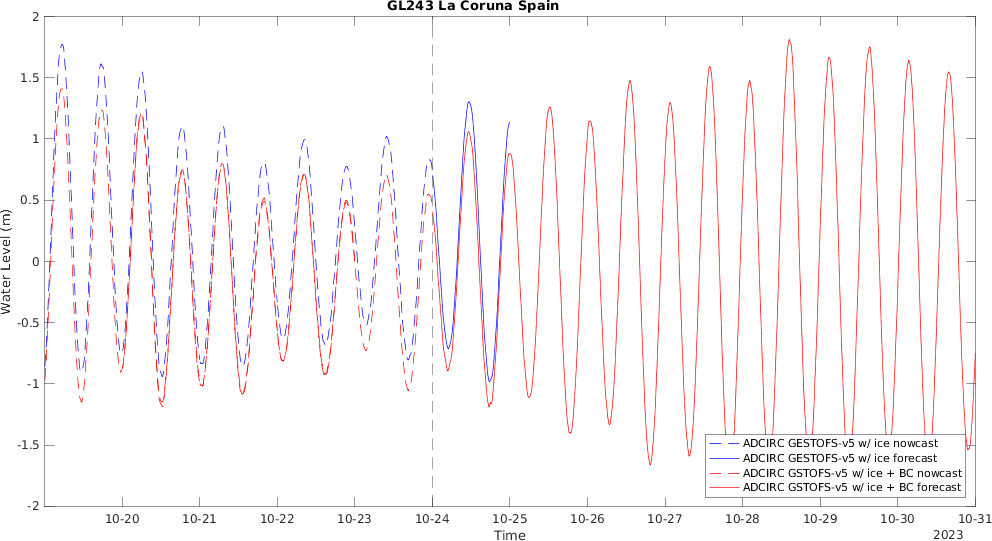 GL243 La Coruna Spain
2
1.5
1
0.5
0
-0.5
-1
-1.5
-2
Water Level (m)
ADCIRC GESTOFS-v5 w/ ice nowcast
ADCIRC GESTOFS-v5 w/ ice forecast
ADCIRC GSTOFS-v5 w/ ice + BC nowcast
ADCIRC GSTOFS-v5 w/ ice + BC forecast
10-20 10-21 10-22 10-23 10-24 10-25 10-26 10-27 10-28 10-29 10-30 10-31
Time
2023